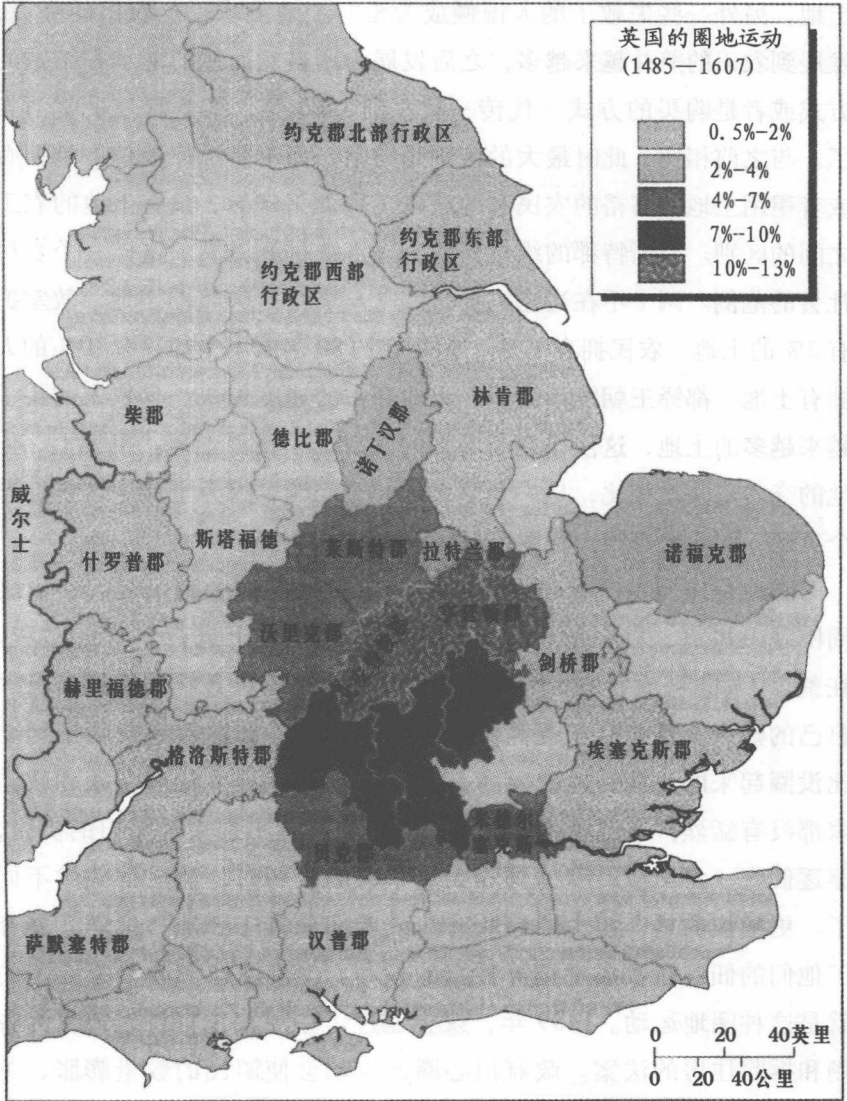 英国的圈地运动
(1485—1607)
0.5%-2%
2%-4%
4%-7%
7%-10%
10%-13%
约克郡北部行政区
约克郡东部
行政区
约克郡西部
行政区
林肯郡
柴郡
德比郡
诺丁汉郡
威尔士
什罗普郡
斯塔福德
莱斯特郡
拉特兰郡
诺福克郡
沃里克郡
剑桥郡
赫里福德郡
格洛斯特郡
埃塞克斯郡
贝克郡
萨默塞特郡
汉普郡
0 20 40英里
0 20 40公里